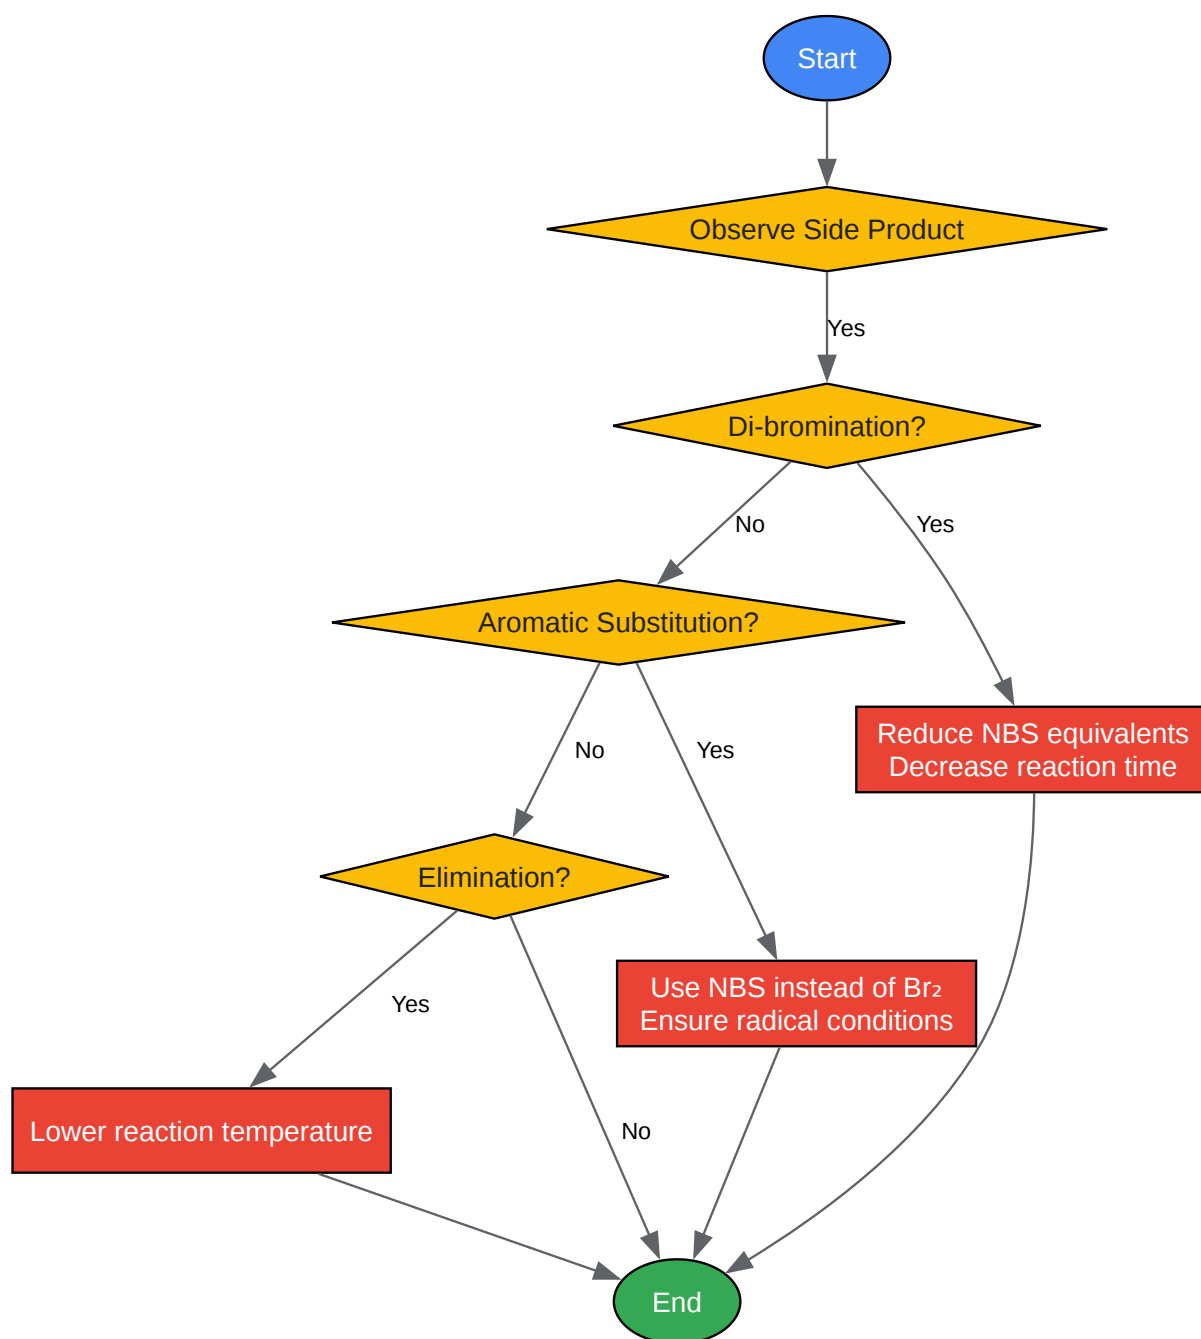 Start
Observe Side Product
Yes
Di-bromination?
No
Yes
Aromatic Substitution?
Reduce NBS equivalents
Decrease reaction time
No
Yes
Elimination?
Use NBS instead of Br₂
Ensure radical conditions
Yes
Lower reaction temperature
No
End